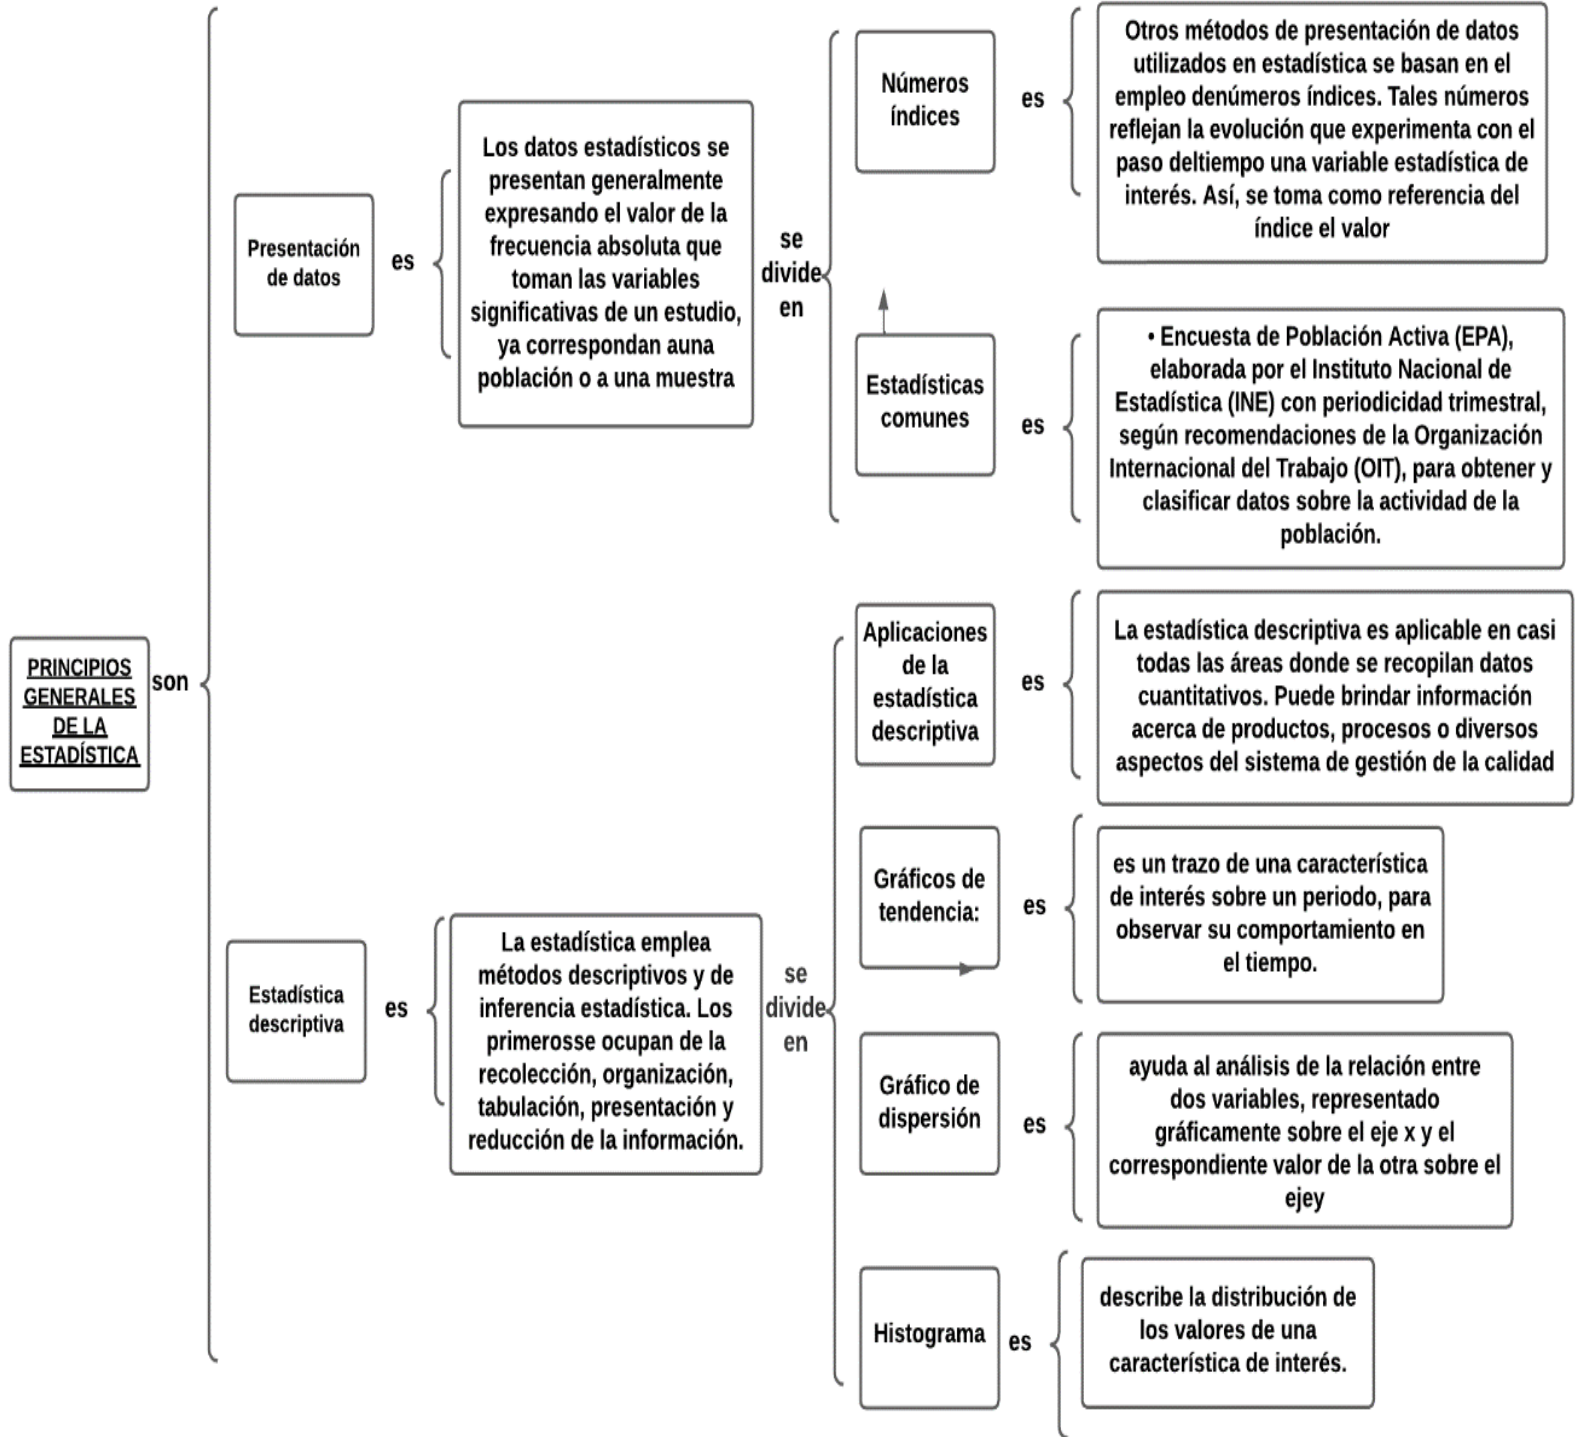 PRINCIPIOS
GENERALES
DE LA
ESTADÍSTICA
son
Presentación
de datos
es
Los datos estadísticos se
presentan generalmente
expresando el valor de la
frecuencia absoluta que
toman las variables
significativas de un estudio,
ya correspondan auna
población o a una muestra
se
divide
en
Números
índices
es
Otros métodos de presentación de datos
utilizados en estadística se basan en el
empleo denúmeros índices. Tales números
reflejan la evolución que experimenta con el
paso deltiempo una variable estadística de
interés. Así, se toma como referencia del
índice el valor
Estadísticas
comunes
es
• Encuesta de Población Activa (EPA),
elaborada por el Instituto Nacional de
Estadística (INE) con periodicidad trimestral,
según recomendaciones de la Organización
Internacional del Trabajo (OIT), para obtener y
clasificar datos sobre la actividad de la
población.
Estadística
descriptiva
es
La estadística emplea
métodos descriptivos y de
inferencia estadística. Los
primerosse ocupan de la
recolección, organización,
tabulación, presentación y
reducción de la información.
se
divide
en
Aplicaciones
de la
estadística
descriptiva
es
La estadística descriptiva es aplicable en casi
todas las áreas donde se recopilan datos
cuantitativos. Puede brindar información
acerca de productos, procesos o diversos
aspectos del sistema de gestión de la calidad
Gráficos de
tendencia:
es
es un trazo de una característica
de interés sobre un periodo, para
observar su comportamiento en
el tiempo.
Gráfico de
dispersión
es
ayuda al análisis de la relación entre
dos variables, representado
gráficamente sobre el eje x y el
correspondiente valor de la otra sobre el
ejey
Histograma
es
describe la distribución de
los valores de una
característica de interés.